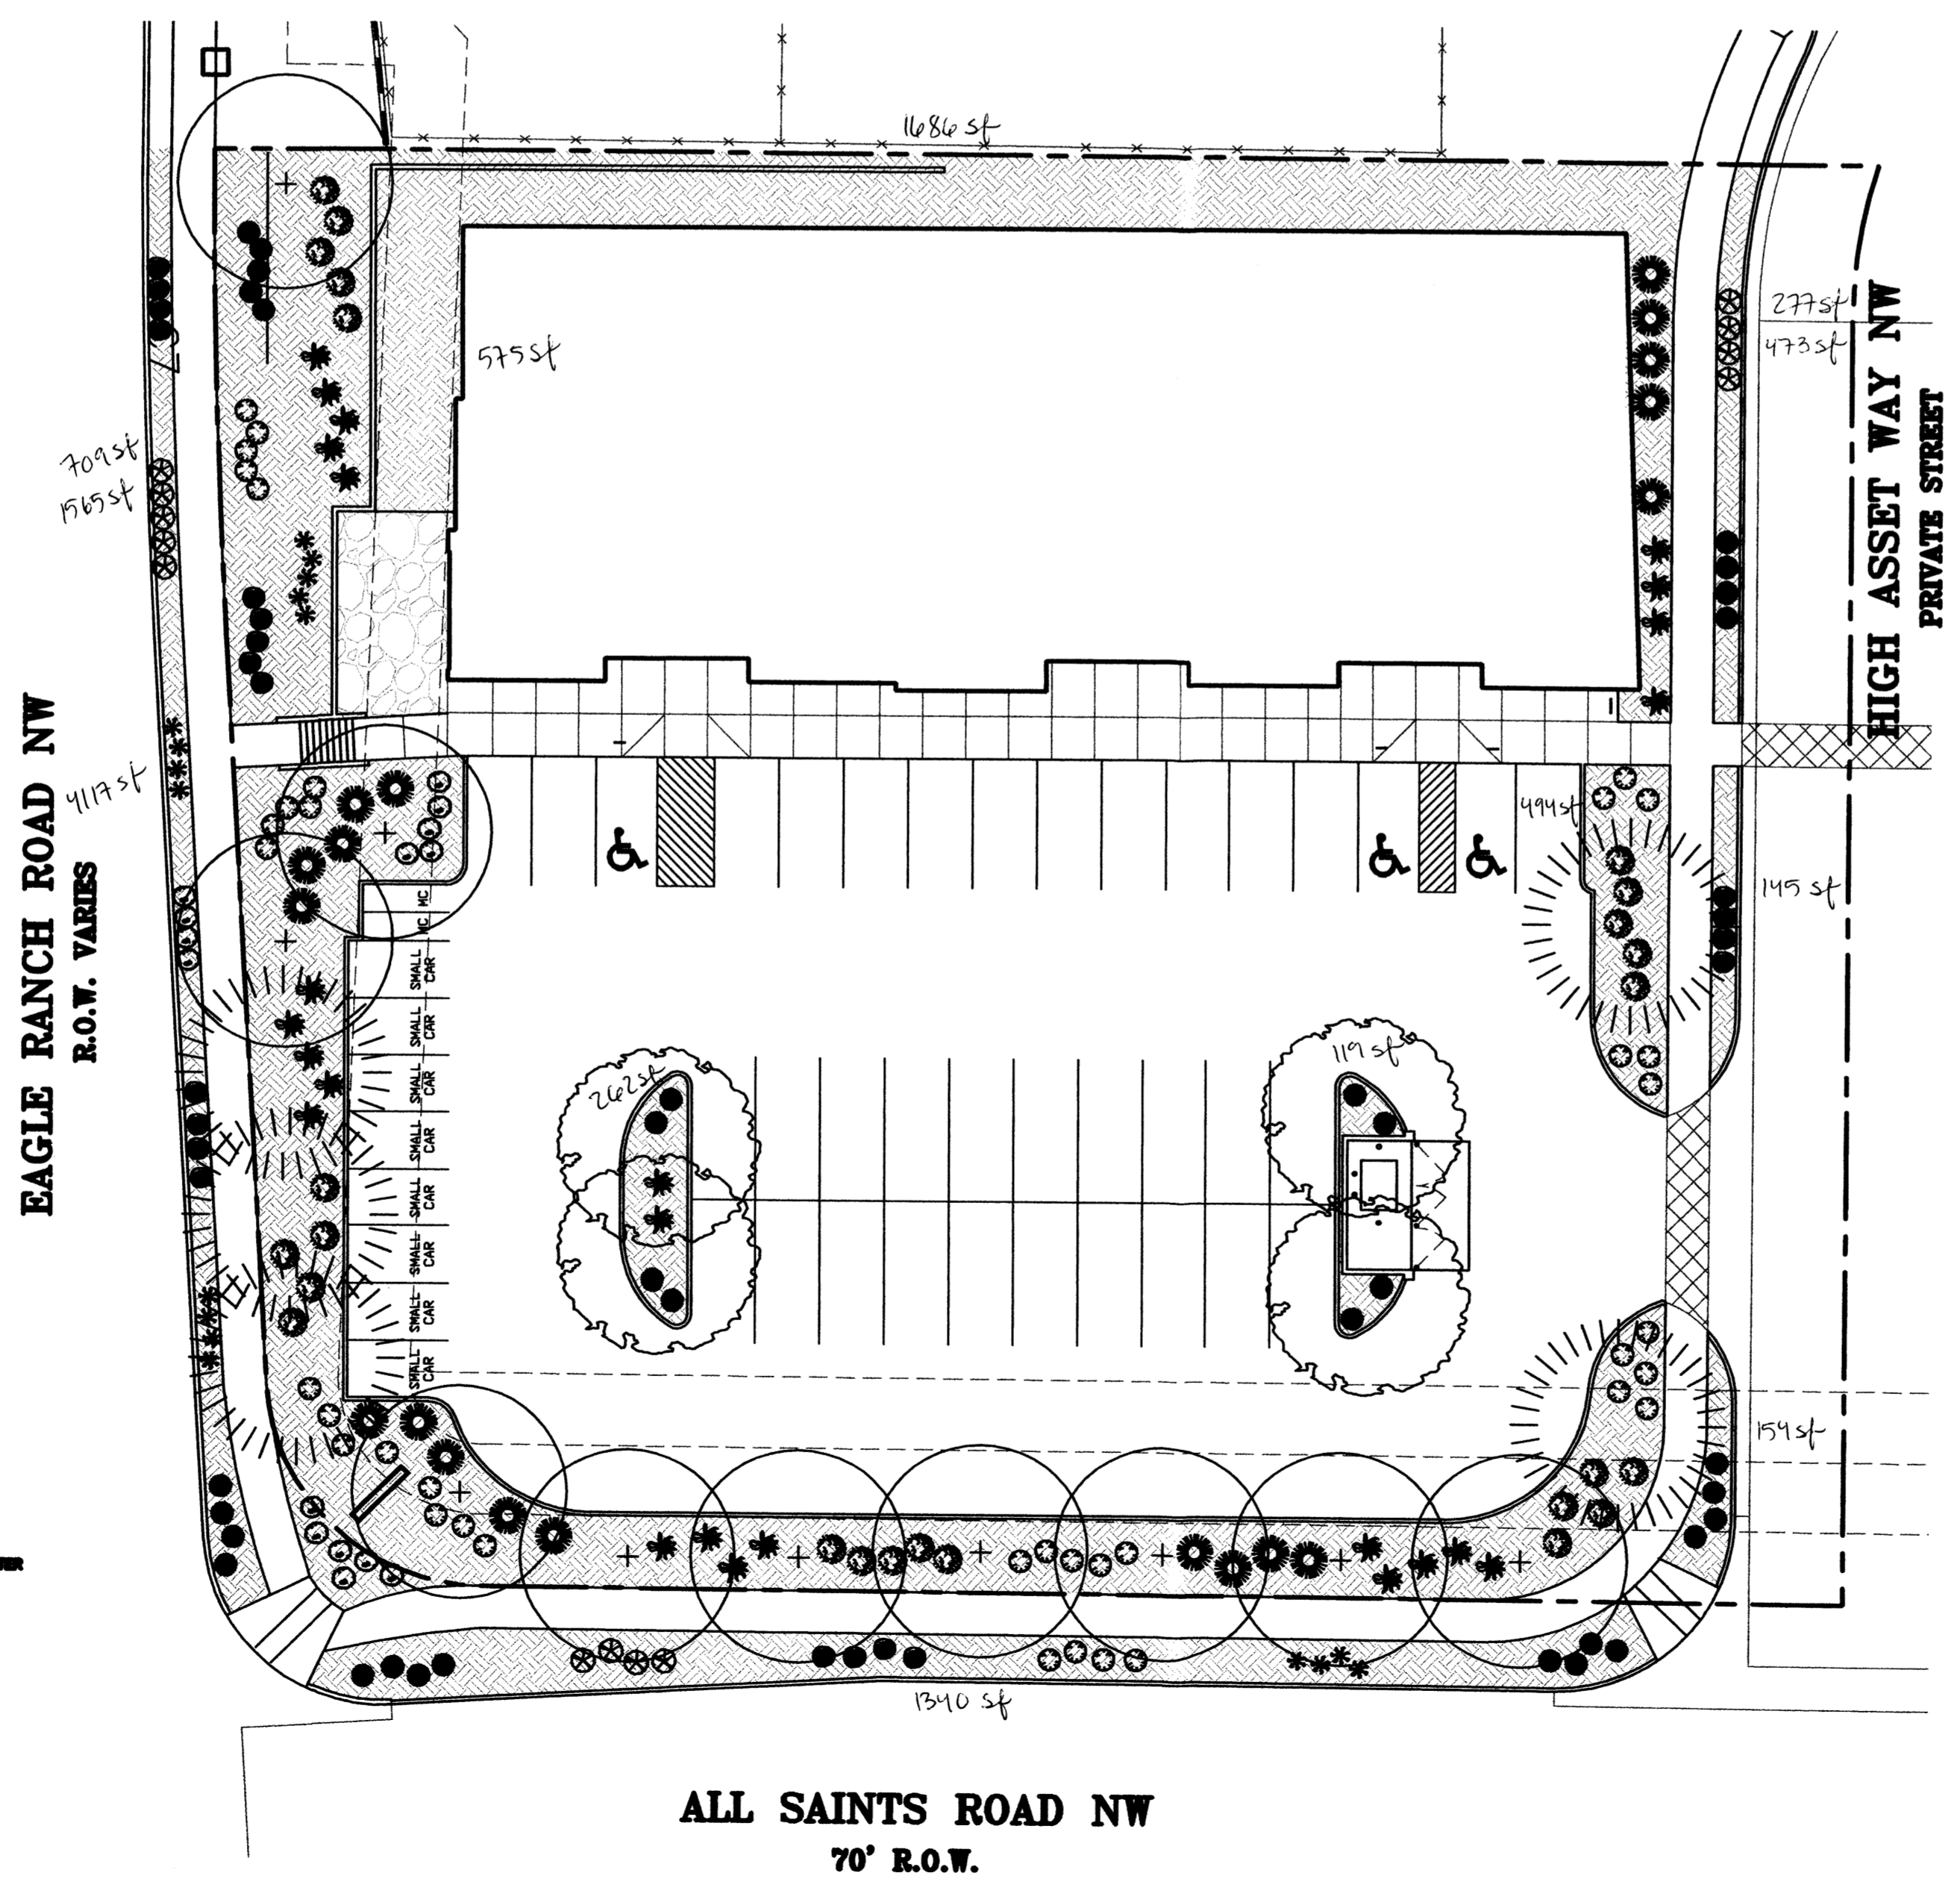 1686 sf
575 sf
277 sf
473 sf
HIGH ASSET WAY NW
PRIVATE STREET
709 sf
1565 sf
4117 sf
EAGLE RANCH ROAD NW
R.O.W. VARIES
494 sf
145 sf
MC
MC
SMALL
CAR
SMALL
CAR
SMALL
CAR
SMALL
CAR
SMALL
CAR
SMALL
CAR
SMALL
CAR
SMALL
CAR
262 sf
119 sf
154 sf
1340 sf
ALL SAINTS ROAD NW
70' R.O.W.